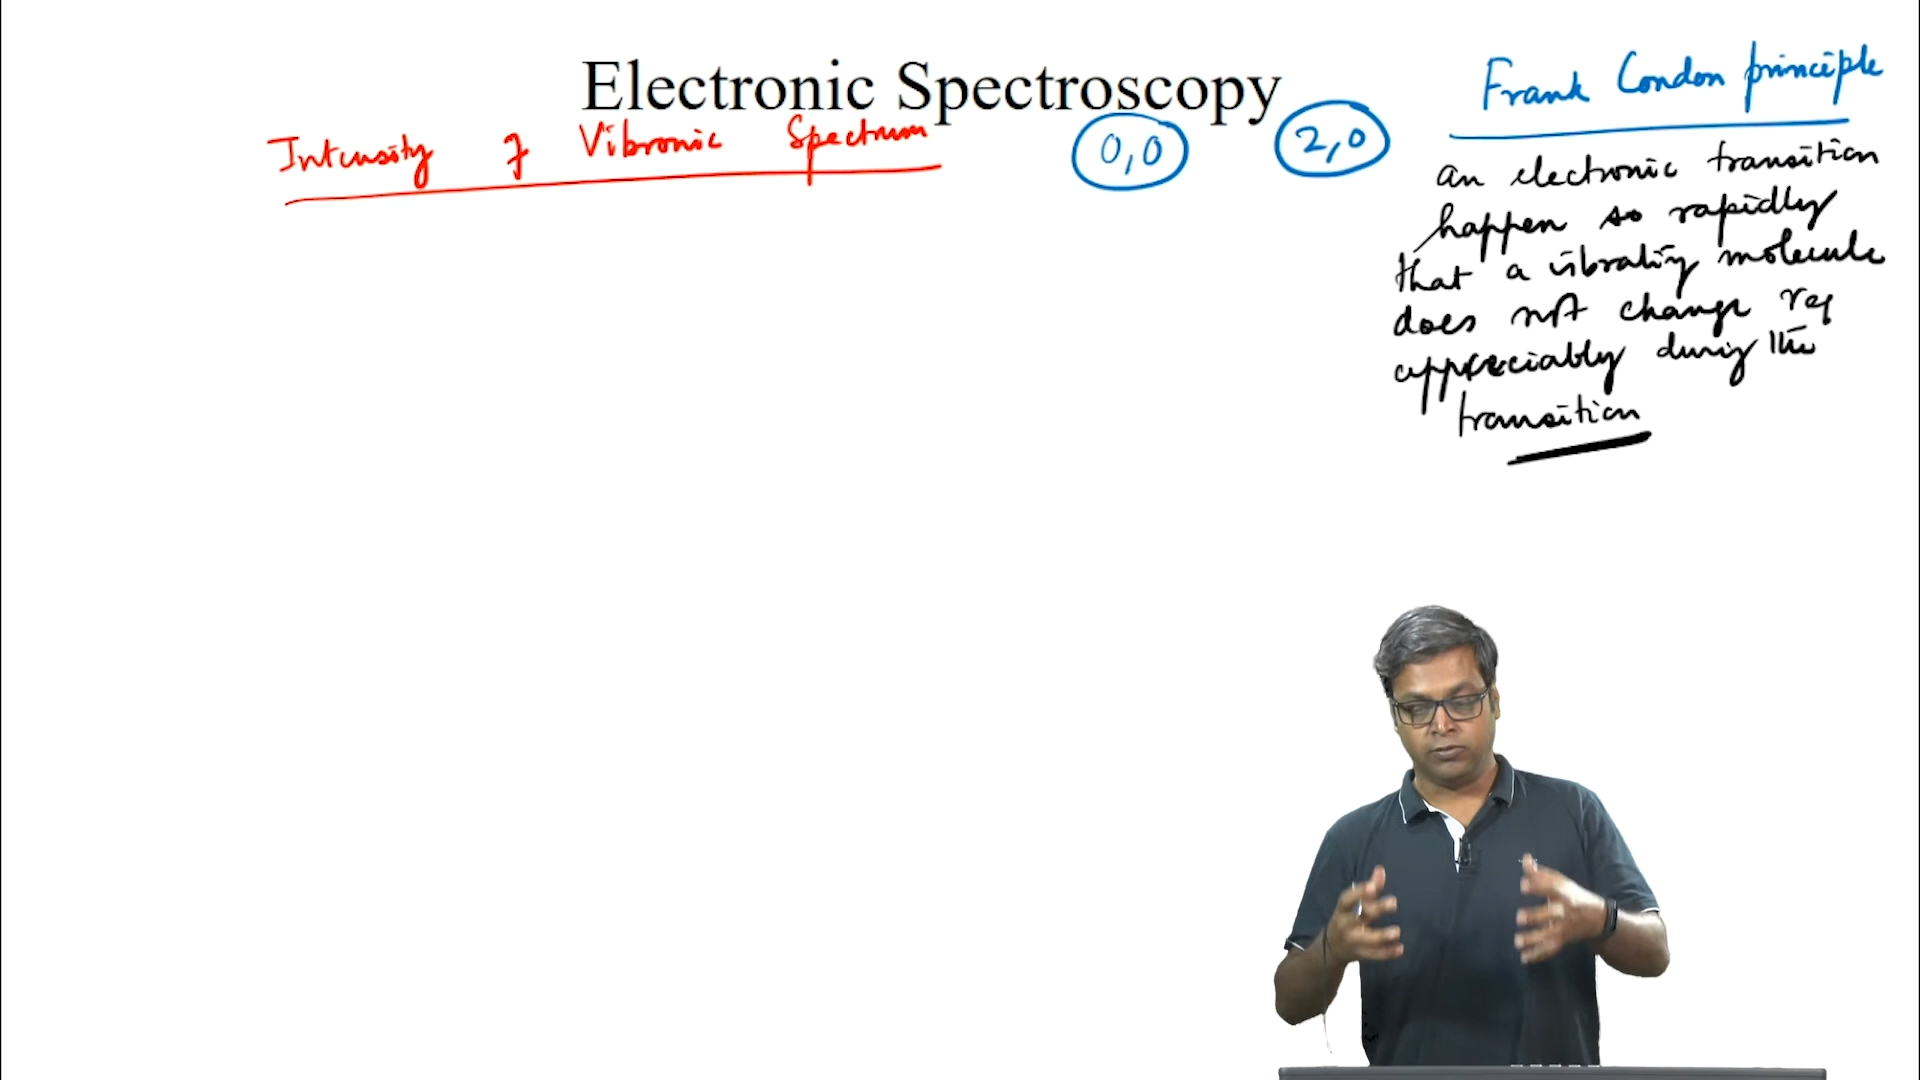 Electronic Spectroscopy
Intensity of Vibronic Spectrum
0,0
2,0
Frank Condon principle
an electronic transition
happen so rapidly
that a vibrating molecule
does not change req
appreciably during the
transition